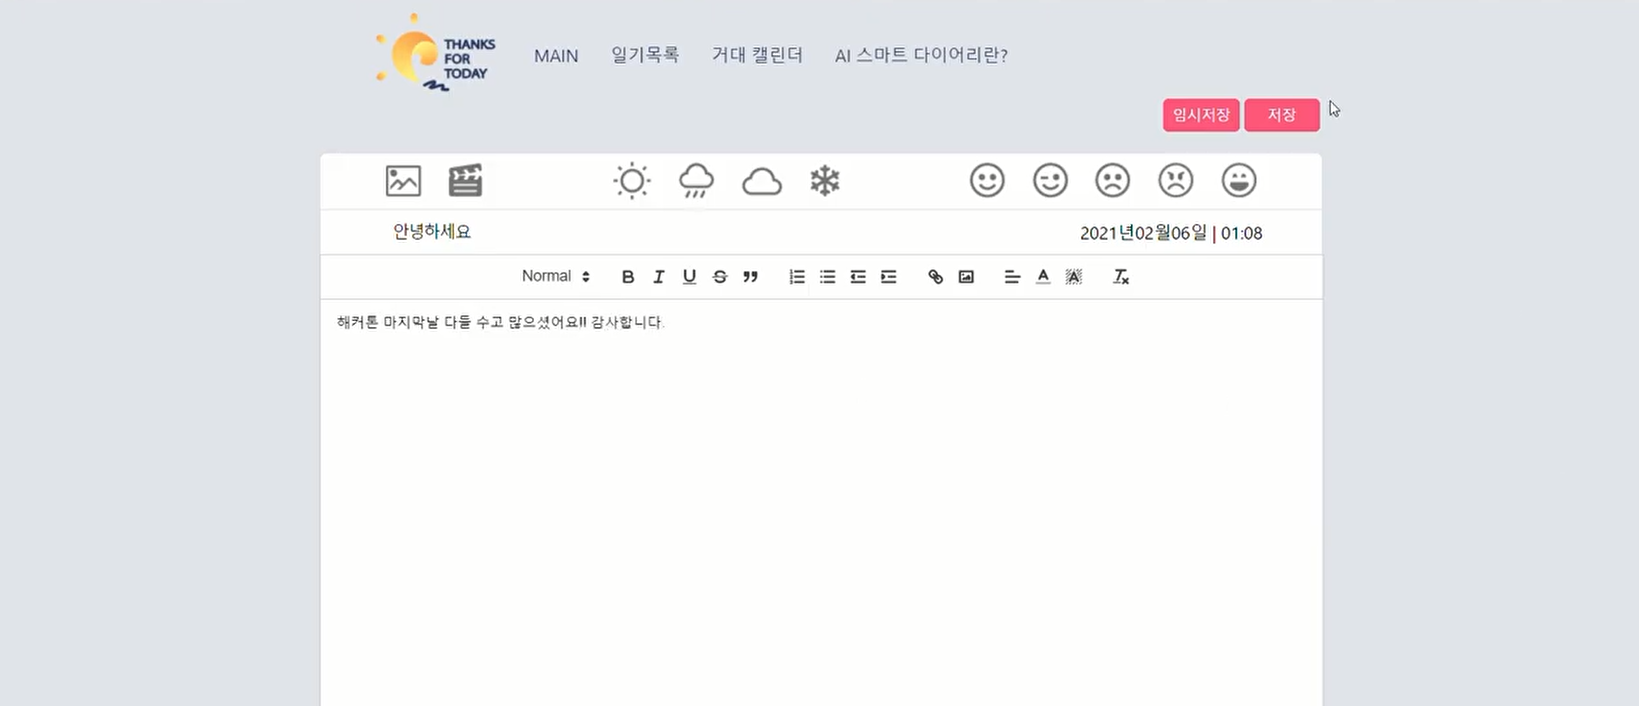 THANKS
FOR
TODAY
MAIN 일기목록 거대 캘린더 AI 스마트 다이어리란?
임시저장 저장
안녕하세요 2021년02월06일 | 01:08
Normal
해커톤 마지막날 다들 수고 많으셨어요!! 감사합니다.